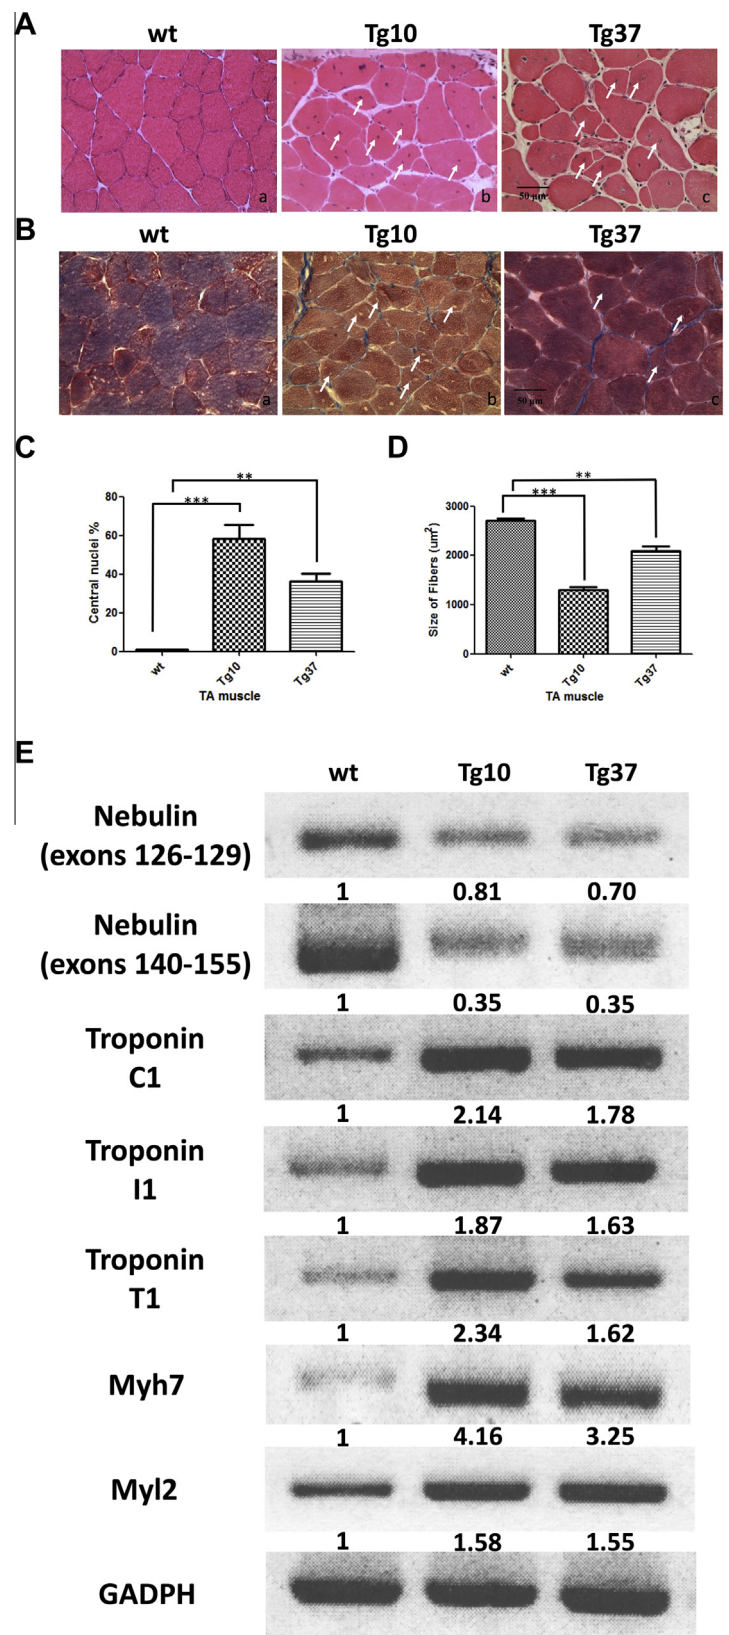 A
wt Tg10 Tg37
a b c
50 μm
B
wt Tg10 Tg37
a b c
50 μm
C
** 
***
Central nuclei %
80
60
40
20
0
wt Tg10 Tg37
TA muscle
D
**
***
Size of Fibers (um2)
3000
2000
1000
0
wt Tg10 Tg37
TA muscle
E
wt Tg10 Tg37
Nebulin
(exons 126-129)
1 0.81 0.70
Nebulin
(exons 140-155)
1 0.35 0.35
Troponin
C1
1 2.14 1.78
Troponin
I1
1 1.87 1.63
Troponin
T1
1 2.34 1.62
Myh7
1 4.16 3.25
Myl2
1 1.58 1.55
GADPH